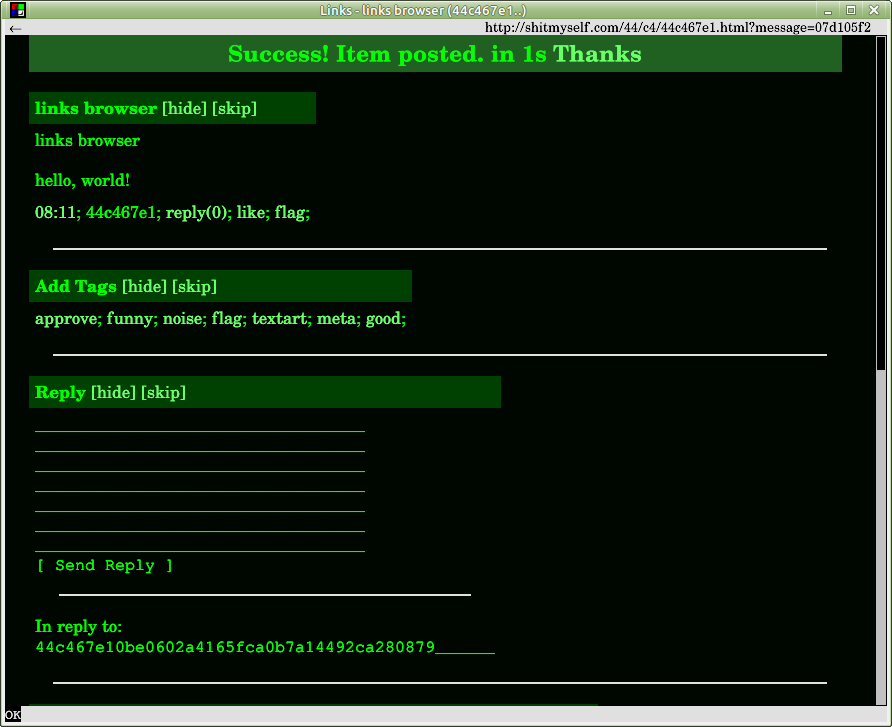 Links - links browser (44c467e1..)
← http://shitmyself.com/44/c4/44c467e1.html?message=07d105f2
Success! Item posted. in 1s Thanks
links browser [hide] [skip]
links browser
hello, world!
08:11; 44c467e1; reply(0); like; flag;
Add Tags [hide] [skip]
approve; funny; noise; flag; textart; meta; good;
Reply [hide] [skip]
[ Send Reply ]
In reply to:
44c467e10be0602a4165fca0b7a14492ca280879______
OK